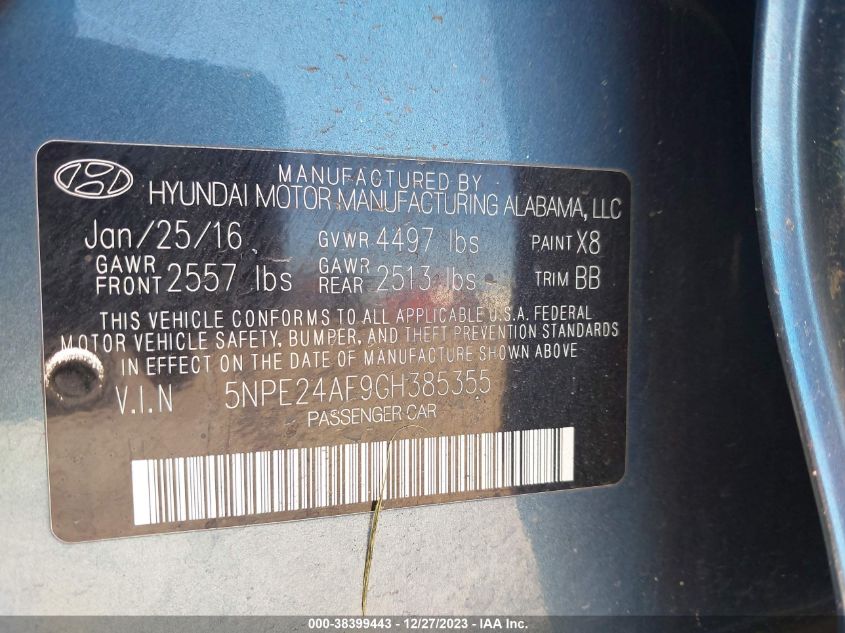 MANUFACTURED BY
HYUNDAI MOTOR MANUFACTURING ALABAMA, LLC
Jan/25/16 GVWR 4497 lbs PAINT X8
GAWR FRONT 2557 lbs GAWR REAR 2513 lbs TRIM BB
THIS VEHICLE CONFORMS TO ALL APPLICABLE U.S.A. FEDERAL
MOTOR VEHICLE SAFETY, BUMPER, AND THEFT PREVENTION STANDARDS
IN EFFECT ON THE DATE OF MANUFACTURE SHOWN ABOVE
V.I.N 5NPE24AF9GH385355
PASSENGER CAR
000-38399443 - 12/27/2023 - IAA Inc.